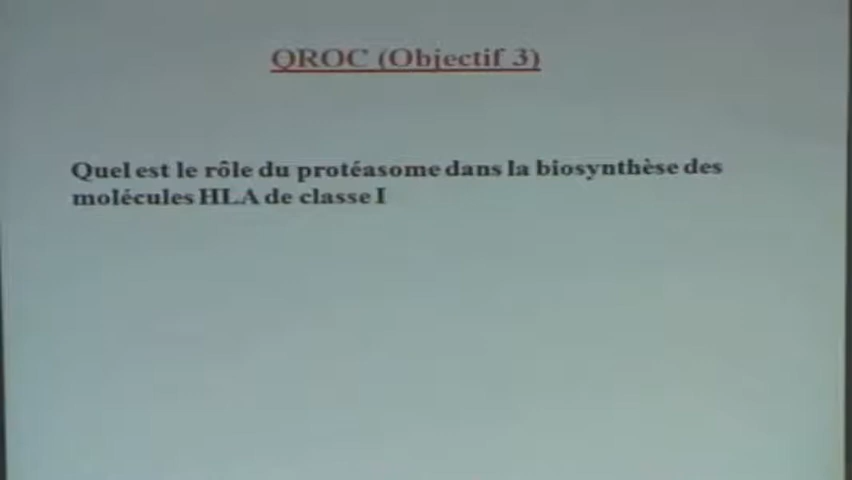 QROC (Objectif 3)
Quel est le rôle du protéasome dans la biosynthèse des
molécules HLA de classe I